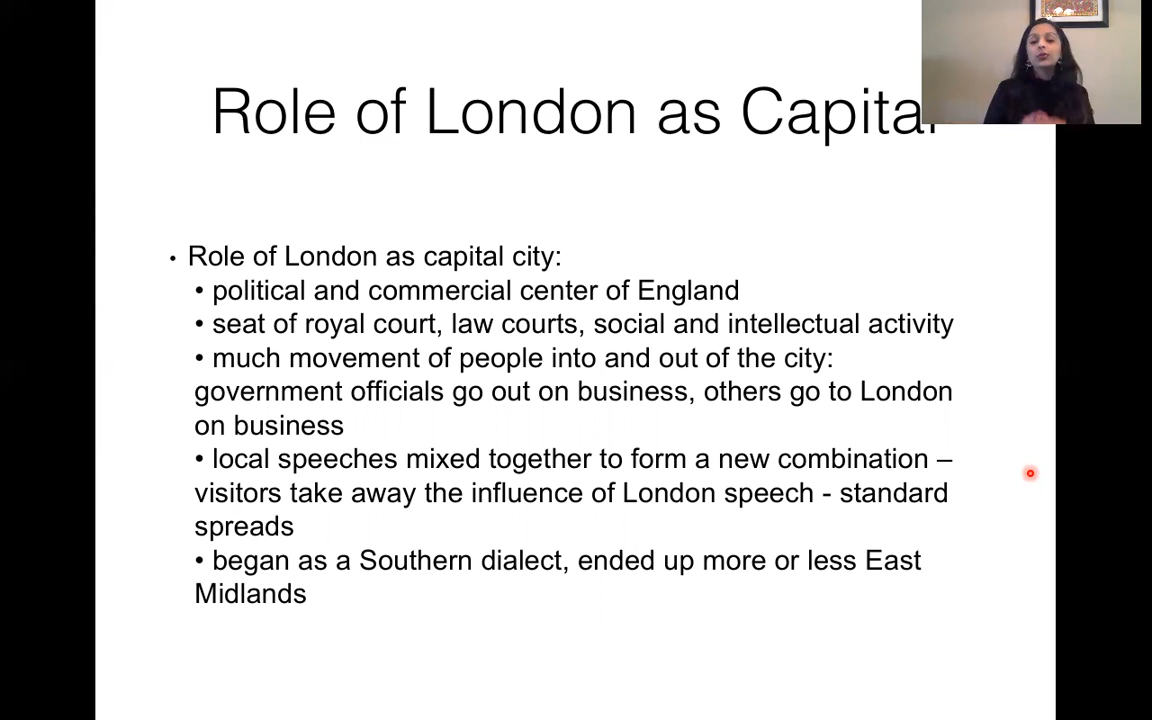 Role of London as Capital
• Role of London as capital city:
• political and commercial center of England
• seat of royal court, law courts, social and intellectual activity
• much movement of people into and out of the city:
government officials go out on business, others go to London
on business
• local speeches mixed together to form a new combination –
visitors take away the influence of London speech - standard
spreads
• began as a Southern dialect, ended up more or less East
Midlands